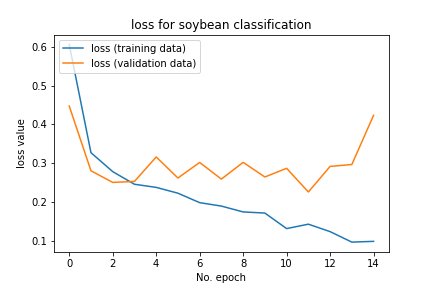 loss for soybean classification
loss (training data)
loss (validation data)
loss value
0.6
0.5
0.4
0.3
0.2
0.1
0 2 4 6 8 10 12 14
No. epoch